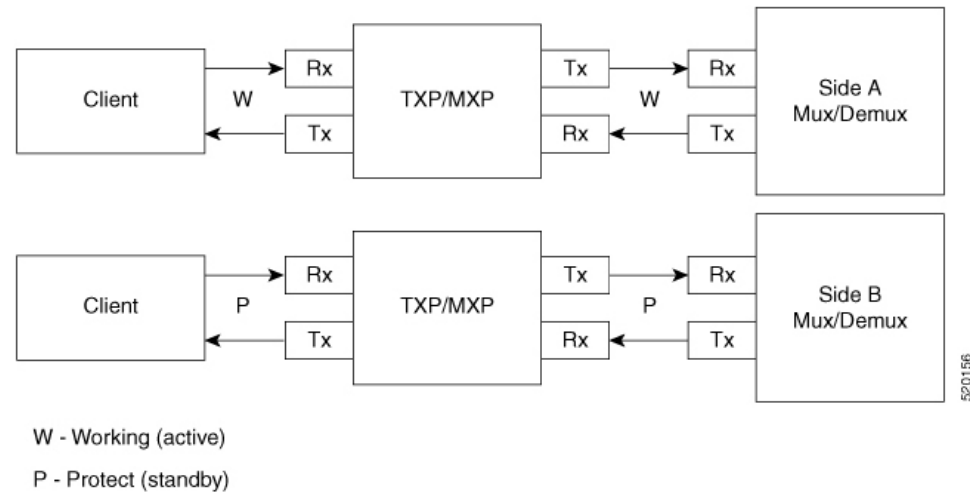 Client
W
Rx
Tx
TXP/MXP
Tx
Rx
W
Rx
Tx
Side A
Mux/Demux
Client
P
Rx
Tx
TXP/MXP
Tx
Rx
P
Rx
Tx
Side B
Mux/Demux
520156
W - Working (active)
P - Protect (standby)